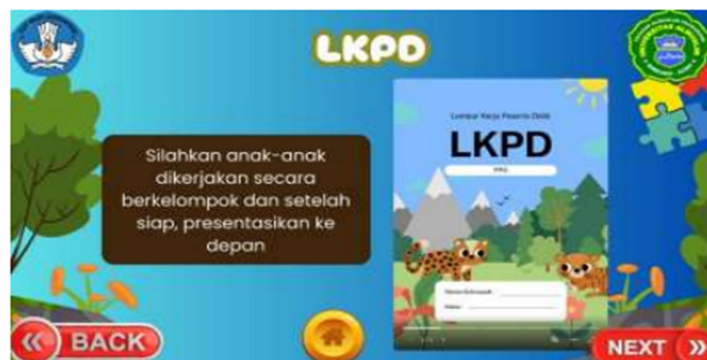 LKPD
Silahkan anak-anak
dikerjakan secara
berkelompok dan setelah
siap, presentasikan ke
depan
Lembar Kerja Peserta Didik
LKPD
BACK
NEXT